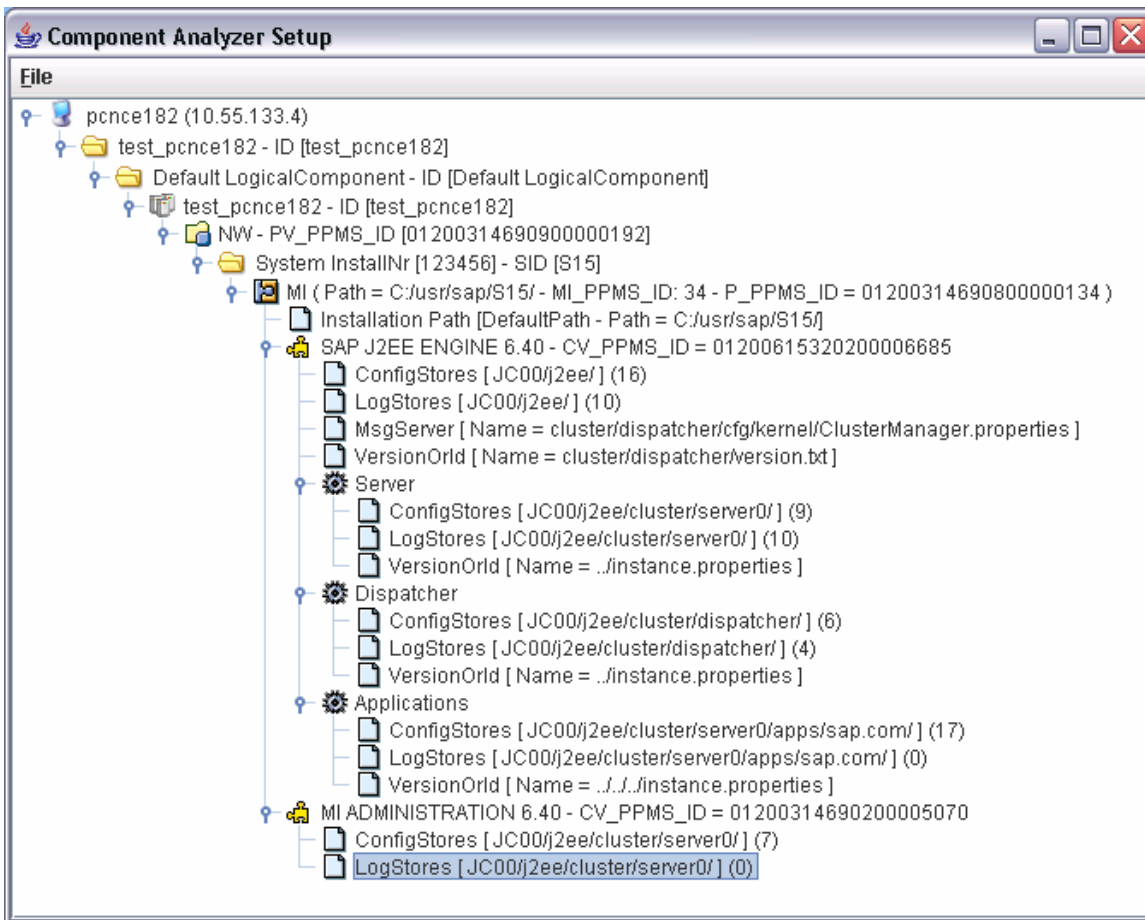 Component Analyzer Setup
File
pcnce182 (10.55.133.4)
test_pcnce182 - ID [test_pcnce182]
Default LogicalComponent - ID [Default LogicalComponent]
test_pcnce182 - ID [test_pcnce182]
NW - PV_PPMS_ID [01200314690900000192]
System InstallNr [123456] - SID [S15]
MI ( Path = C:/usr/sap/S15/ - MI_PPMS_ID: 34 - P_PPMS_ID = 01200314690800000134 )
Installation Path [DefaultPath - Path = C:/usr/sap/S15/]
SAP J2EE ENGINE 6.40 - CV_PPMS_ID = 01200615320200006685
ConfigStores [ JC00/j2ee/ ] (16)
LogStores [ JC00/j2ee/ ] (10)
MsgServer [ Name = cluster/dispatcher/cfg/kernel/ClusterManager.properties ]
VersionOrId [ Name = cluster/dispatcher/version.txt ]
Server
ConfigStores [ JC00/j2ee/cluster/server0/ ] (9)
LogStores [ JC00/j2ee/cluster/server0/ ] (10)
VersionOrId [ Name = ../instance.properties ]
Dispatcher
ConfigStores [ JC00/j2ee/cluster/dispatcher/ ] (6)
LogStores [ JC00/j2ee/cluster/dispatcher/ ] (4)
VersionOrId [ Name = ../instance.properties ]
Applications
ConfigStores [ JC00/j2ee/cluster/server0/apps/sap.com/ ] (17)
LogStores [ JC00/j2ee/cluster/server0/apps/sap.com/ ] (0)
VersionOrId [ Name = ../../../instance.properties ]
MI ADMINISTRATION 6.40 - CV_PPMS_ID = 01200314690200005070
ConfigStores [ JC00/j2ee/cluster/server0/ ] (7)
LogStores [ JC00/j2ee/cluster/server0/ ] (0)